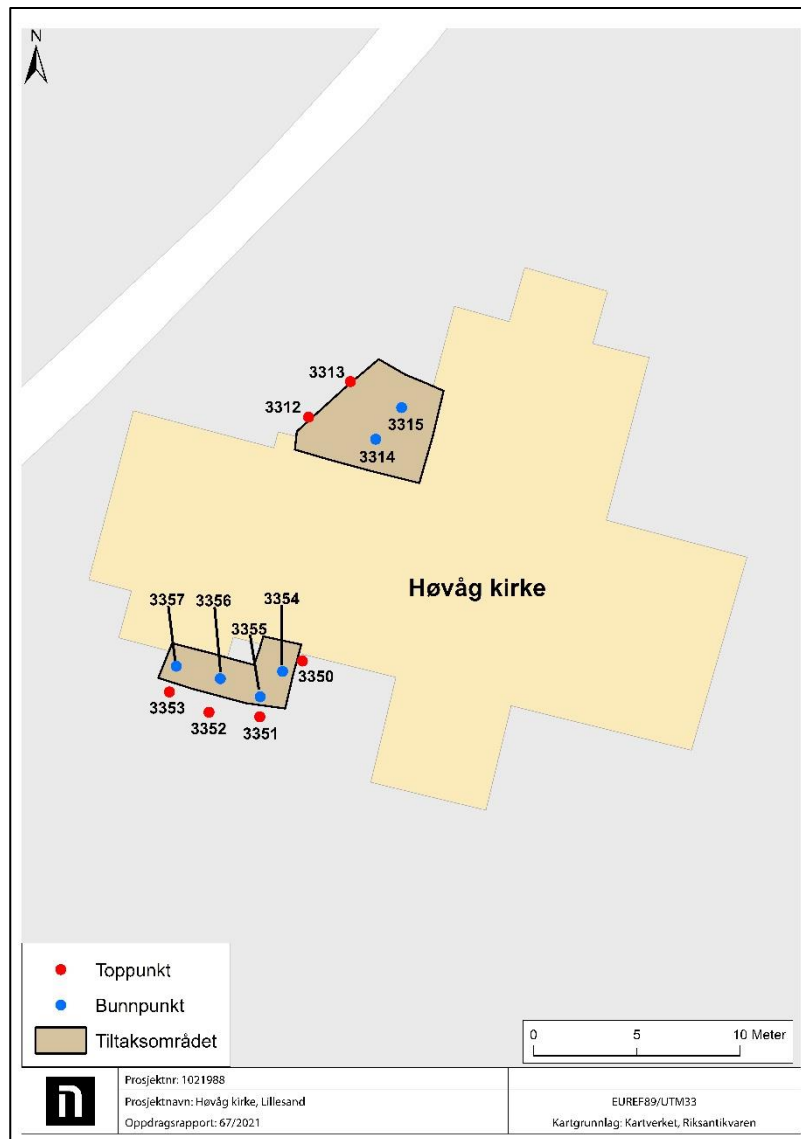 N
3313
3312
3315
3314
Høvåg kirke
3357
3356
3354
3355
3350
3353
3352
3351
Toppunkt
Bunnpunkt
Tiltaksområdet
0 5 10 Meter
n
Prosjektnr: 1021988
Prosjektnavn: Høvåg kirke, Lillesand
Oppdragsrapport: 67/2021
EUREF89/UTM33
Kartgrunnlag: Kartverket, Riksantikvaren